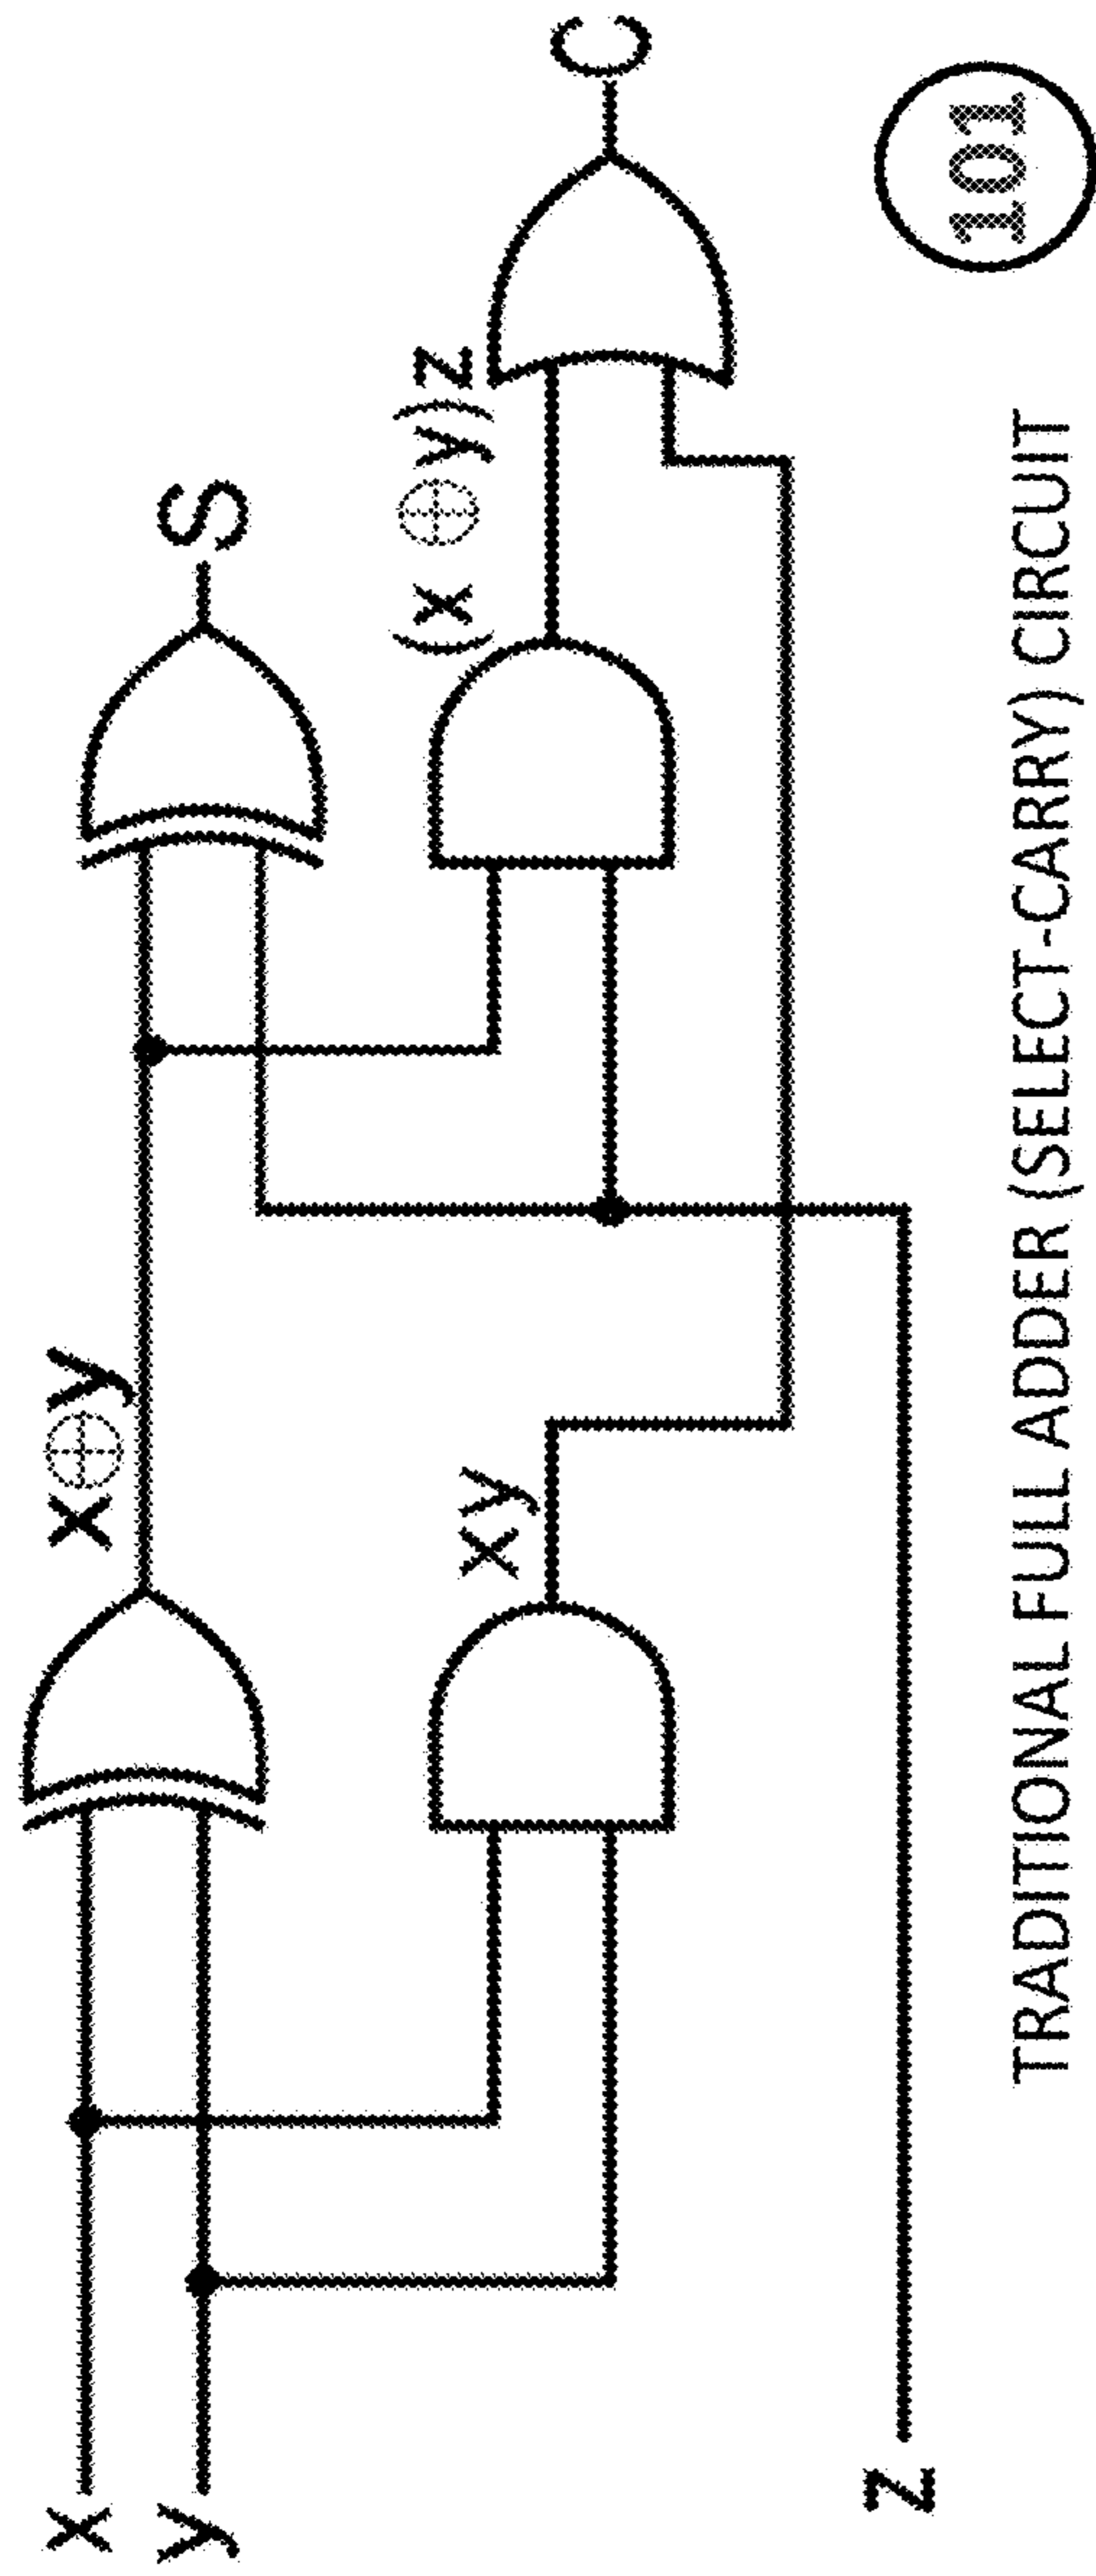 x
y
z
x⊕y
xy
S
(x ⊕ y)z
C
TRADITIONAL FULL ADDER (SELECT-CARRY) CIRCUIT
101